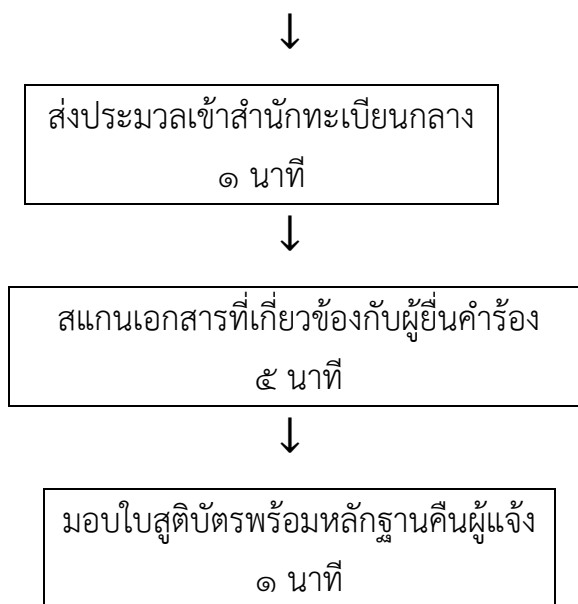 ส่งประมวลเข้าสำนักทะเบียนกลาง
๑ นาที
สแกนเอกสารที่เกี่ยวข้องกับผู้ยื่นคำร้อง
๕ นาที
มอบใบสูติบัตรพร้อมหลักฐานคืนผู้แจ้ง
๑ นาที